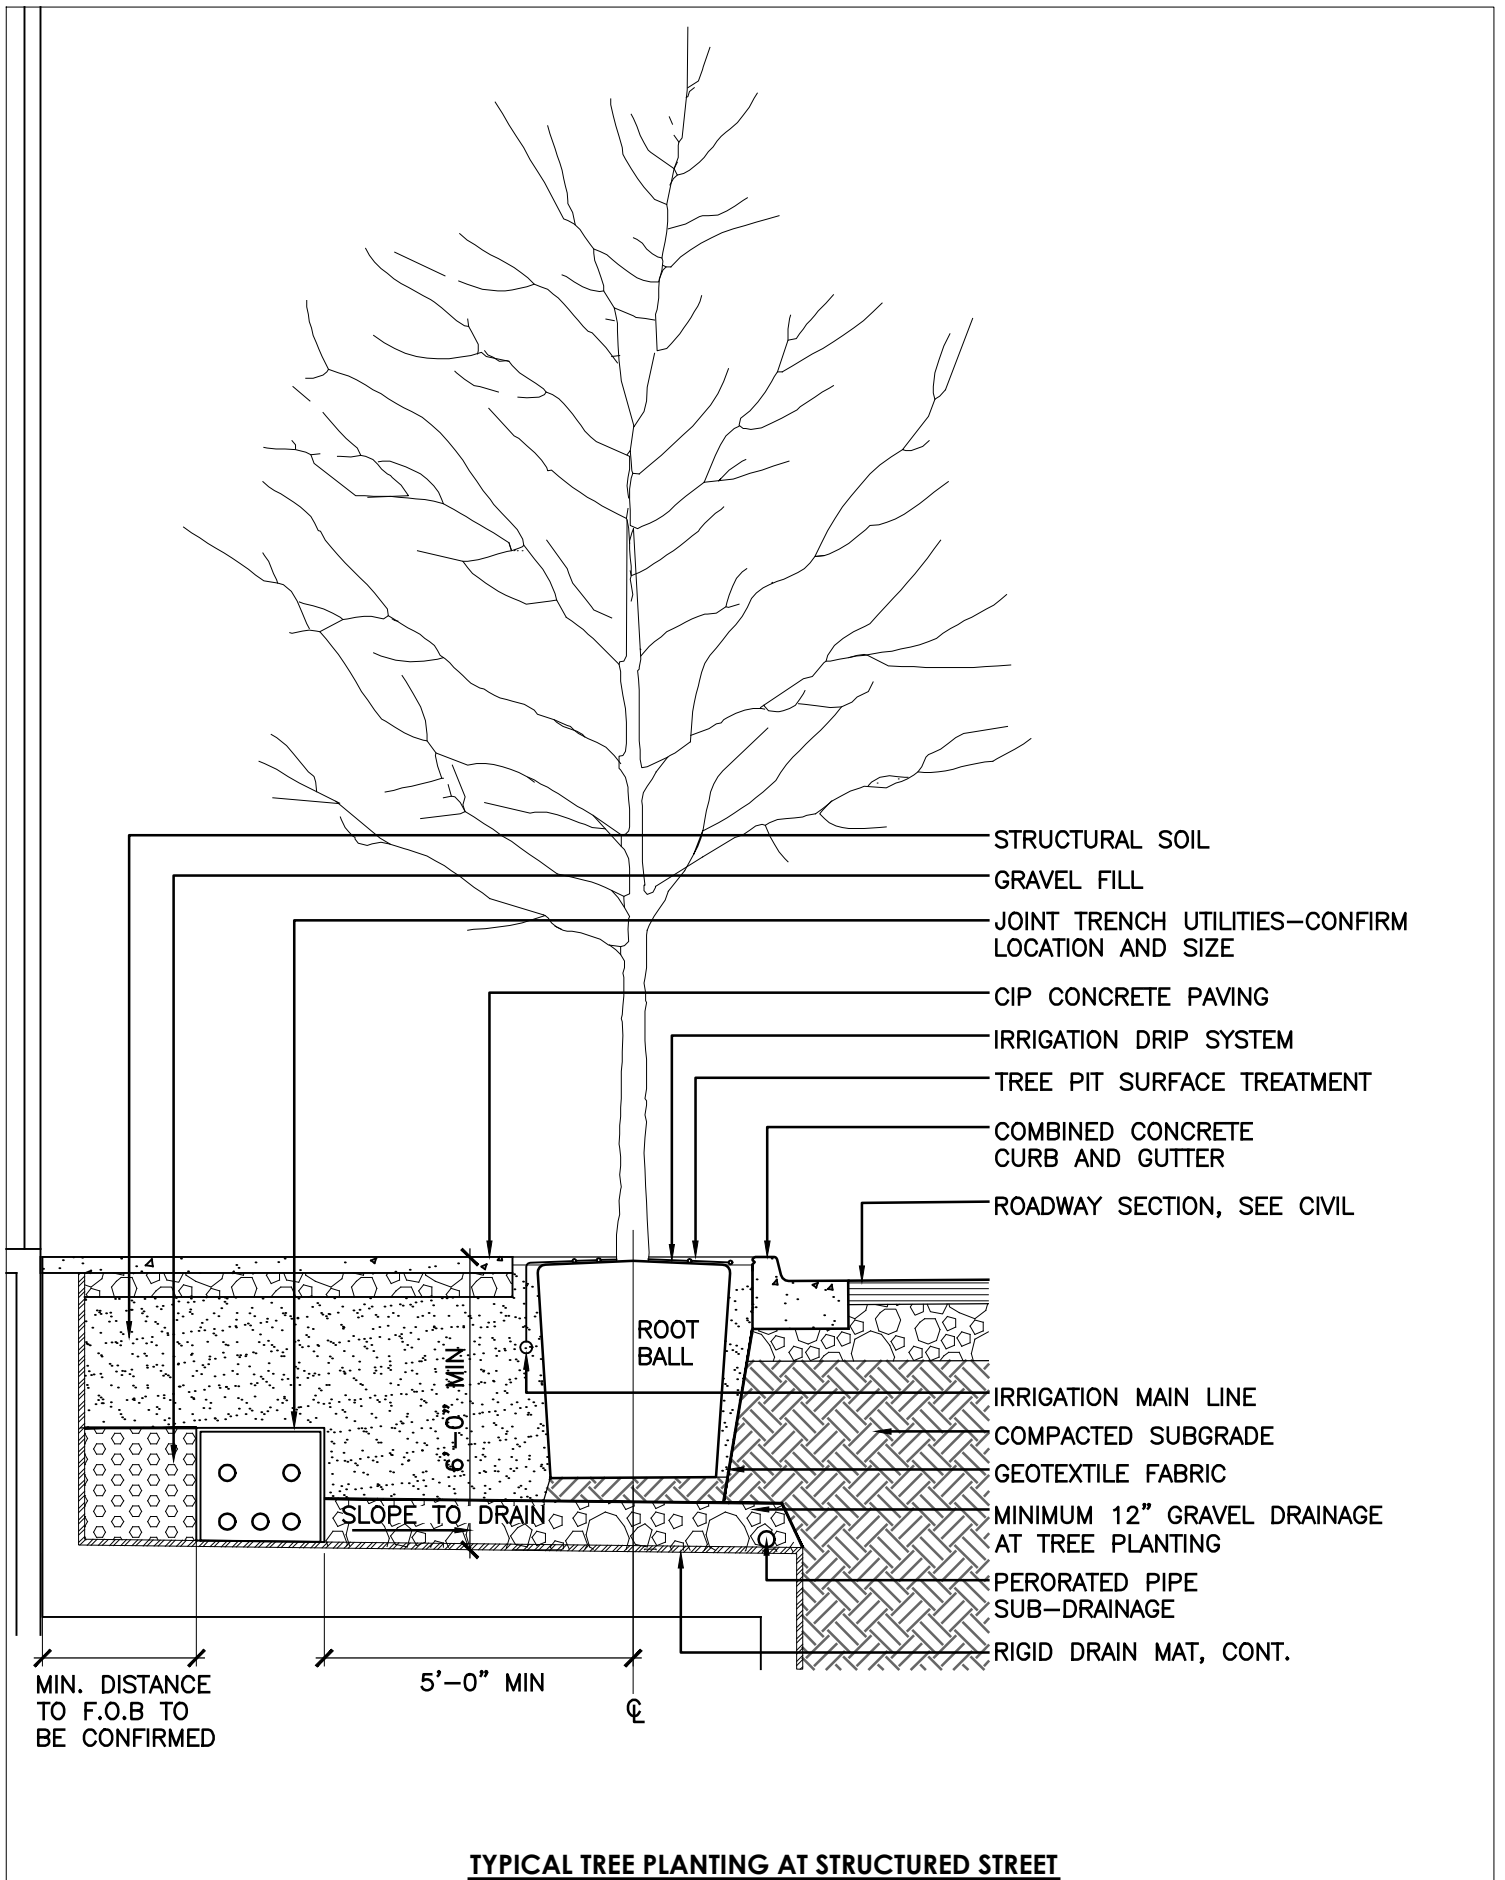 STRUCTURAL SOIL
GRAVEL FILL
JOINT TRENCH UTILITIES-CONFIRM
LOCATION AND SIZE
CIP CONCRETE PAVING
IRRIGATION DRIP SYSTEM
TREE PIT SURFACE TREATMENT
COMBINED CONCRETE
CURB AND GUTTER
ROADWAY SECTION, SEE CIVIL
ROOT
BALL
6'-0" MIN
IRRIGATION MAIN LINE
COMPACTED SUBGRADE
GEOTEXTILE FABRIC
SLOPE TO DRAIN
MINIMUM 12" GRAVEL DRAINAGE
AT TREE PLANTING
PERORATED PIPE
SUB-DRAINAGE
RIGID DRAIN MAT, CONT.
MIN. DISTANCE
TO F.O.B TO
BE CONFIRMED
5'-0" MIN
℄
TYPICAL TREE PLANTING AT STRUCTURED STREET